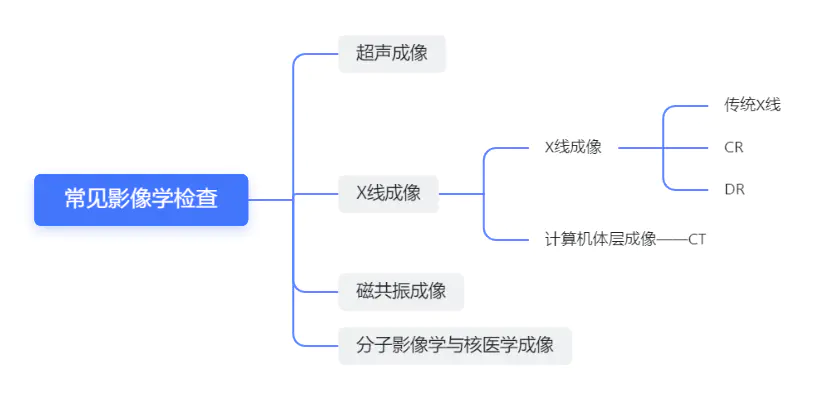 常见影像学检查
超声成像
X线成像
X线成像
传统X线
CR
DR
计算机体层成像——CT
磁共振成像
分子影像学与核医学成像